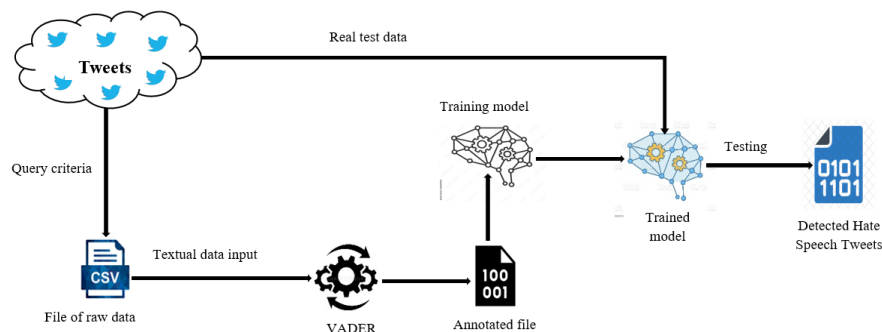 Tweets
Real test data
Training model
Query criteria
Testing
0101
1101
Trained
model
Detected Hate
Speech Tweets
Textual data input
CSV
100
001
File of raw data
VADER
Annotated file